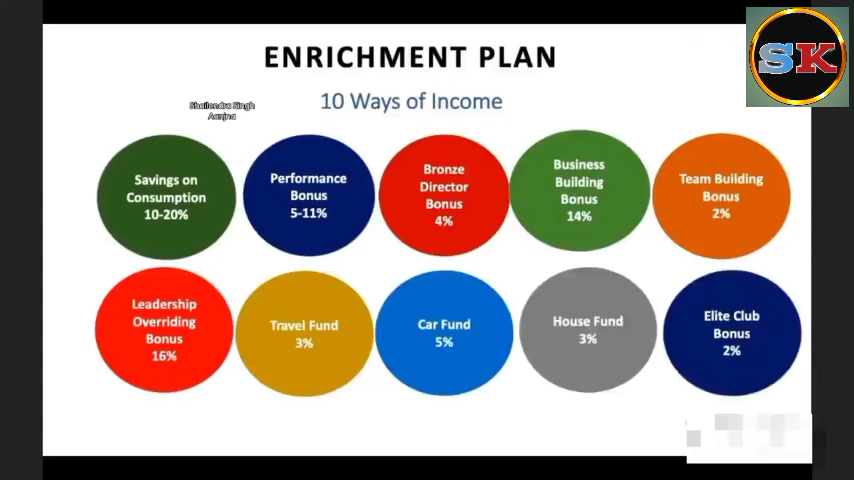 ENRICHMENT PLAN
SK
10 Ways of Income
Shailendra Singh
Aanjna
Savings on
Consumption
10-20%
Performance
Bonus
5-11%
Bronze
Director
Bonus
4%
Business
Building
Bonus
14%
Team Building
Bonus
2%
Leadership
Overriding
Bonus
16%
Travel Fund
3%
Car Fund
5%
House Fund
3%
Elite Club
Bonus
2%